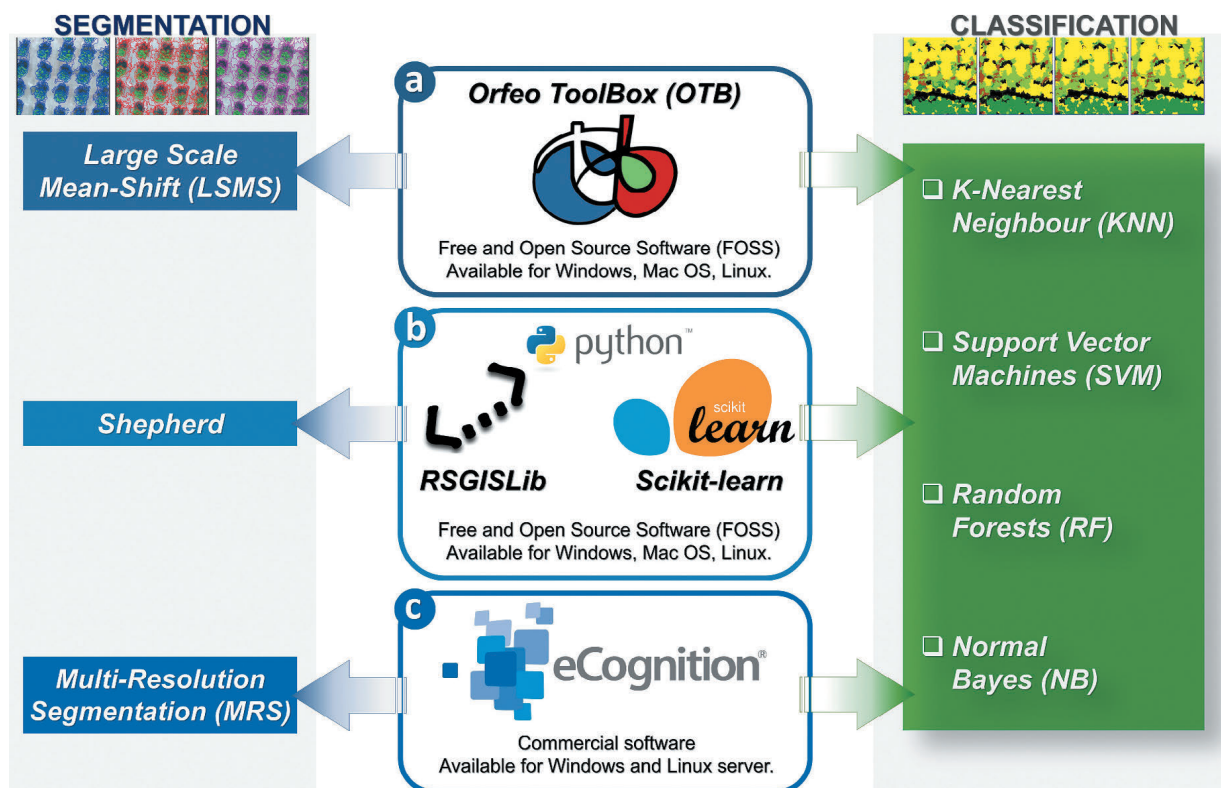 SEGMENTATION
CLASSIFICATION
a
Orfeo ToolBox (OTB)
Free and Open Source Software (FOSS)
Available for Windows, Mac OS, Linux.
Large Scale
Mean-Shift (LSMS)
b
python™
scikit
learn
RSGISLib
Scikit-learn
Free and Open Source Software (FOSS)
Available for Windows, Mac OS, Linux.
Shepherd
c
eCognition®
Commercial software
Available for Windows and Linux server.
Multi-Resolution
Segmentation (MRS)
❑ K-Nearest
Neighbour (KNN)
❑ Support Vector
Machines (SVM)
❑ Random
Forests (RF)
❑ Normal
Bayes (NB)